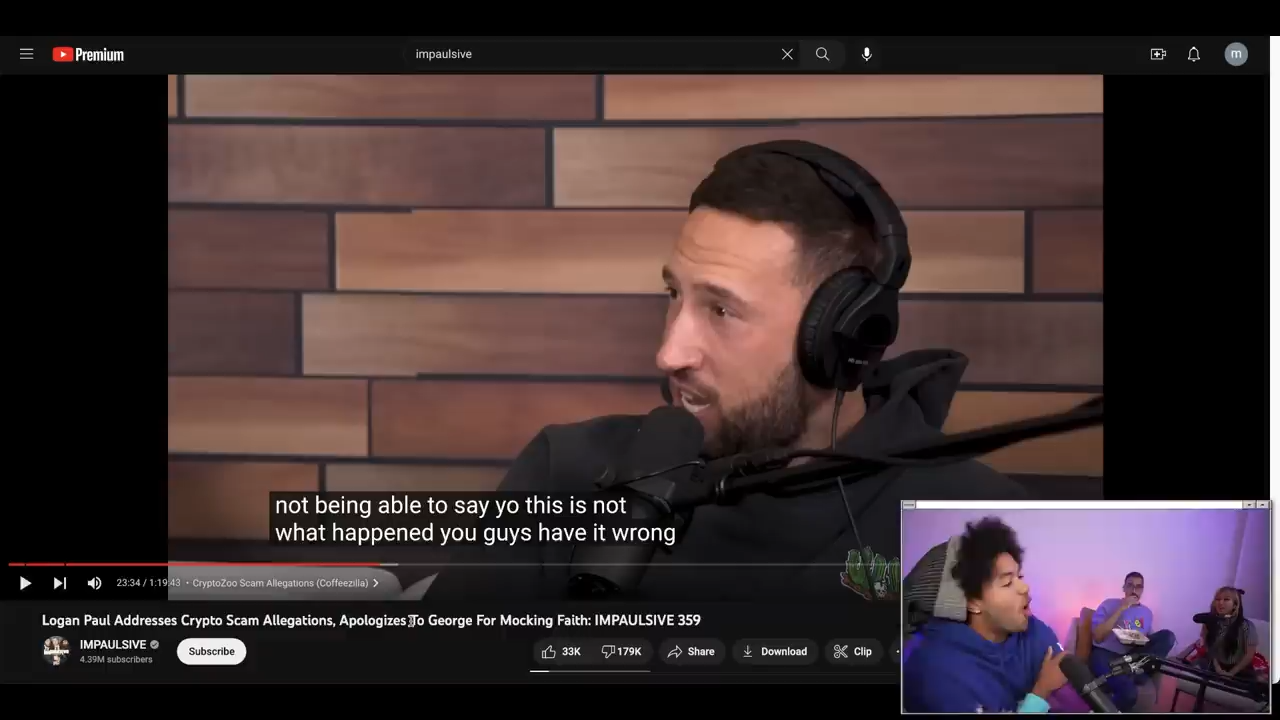 Premium
impaulsive
m
not being able to say yo this is not
what happened you guys have it wrong
23:34 / 1:19:43 • CryptoZoo Scam Allegations (Coffeezilla)
Logan Paul Addresses Crypto Scam Allegations, Apologizes To George For Mocking Faith: IMPAULSIVE 359
IMPAULSIVE
4.39M subscribers
Subscribe
33K
179K
Share
Download
Clip